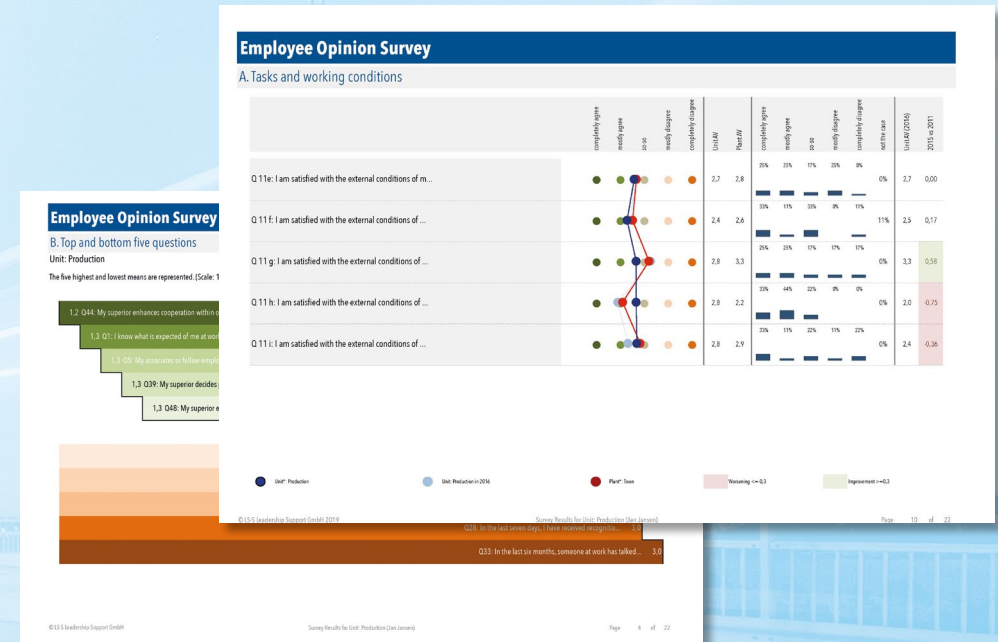 Employee Opinion Survey
A. Tasks and working conditions
completely agree
mostly agree
so so
mostly disagree
completely disagree
Unit AV
Plant AV
completely agree
mostly agree
so so
mostly disagree
completely disagree
not the case
Unit AV (2016)
2015 vs 2011
Q 11e: I am satisfied with the external conditions of m... 2,7 2,8 25% 25% 17% 25% 8% 0% 2,7 0,00
Q 11 f: I am satisfied with the external conditions of ... 2,4 2,6 33% 11% 33% 0% 11% 11% 2,5 0,17
Q 11 g: I am satisfied with the external conditions of ... 2,8 3,3 25% 25% 17% 17% 17% 0% 3,3 0,58
Q 11 h: I am satisfied with the external conditions of ... 2,8 2,2 33% 44% 22% 0% 0% 0% 2,0 -0,75
Q 11 i: I am satisfied with the external conditions of ... 2,8 2,9 33% 11% 22% 11% 22% 0% 2,4 -0,36
Unit*: Production
Unit: Production in 2016
Plant*: Town
Worsening <=-0,3
Improvement >=0,3
© LS-S Leadership Support GmbH 2019
Survey Results for Unit: Production (Jan Jansen)
Page 10 of 22
Employee Opinion Survey
B. Top and bottom five questions
Unit: Production
The five highest and lowest means are represented. (Scale: 1
1,2 Q44: My superior enhances cooperation within
1,3 Q1: I know what is expected of me at
1,3 Q5: My associates or fellow
1,3 Q39: My superior decides
1,3 Q48: My superior
Q28: In the last seven days, I have received recognitio... 3,0
Q33: In the last six months, someone at work has talked... 3,0
© LS-S Leadership Support GmbH
Survey Results for Unit: Production (Jan Jansen)
Page 4 of 22